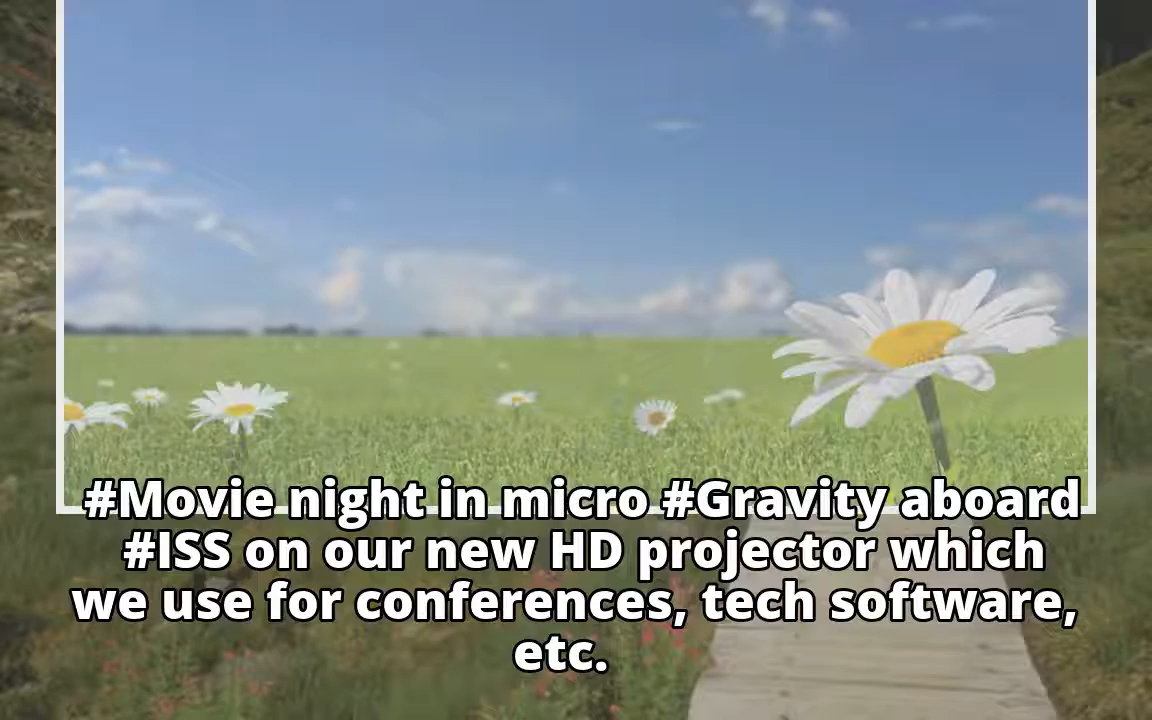 #Movie night in micro #Gravity aboard
#ISS on our new HD projector which
we use for conferences, tech software,
etc.